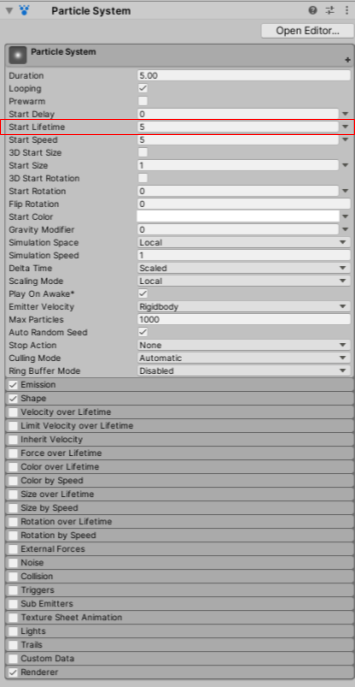 Particle System
Open Editor...
Particle System
Duration 5.00
Looping
Prewarm
Start Delay 0
Start Lifetime 5
Start Speed 5
3D Start Size
Start Size 1
3D Start Rotation
Start Rotation 0
Flip Rotation 0
Start Color
Gravity Modifier 0
Simulation Space Local
Simulation Speed 1
Delta Time Scaled
Scaling Mode Local
Play On Awake*
Emitter Velocity Rigidbody
Max Particles 1000
Auto Random Seed
Stop Action None
Culling Mode Automatic
Ring Buffer Mode Disabled
Emission
Shape
Velocity over Lifetime
Limit Velocity over Lifetime
Inherit Velocity
Force over Lifetime
Color over Lifetime
Color by Speed
Size over Lifetime
Size by Speed
Rotation over Lifetime
Rotation by Speed
External Forces
Noise
Collision
Triggers
Sub Emitters
Texture Sheet Animation
Lights
Trails
Custom Data
Renderer